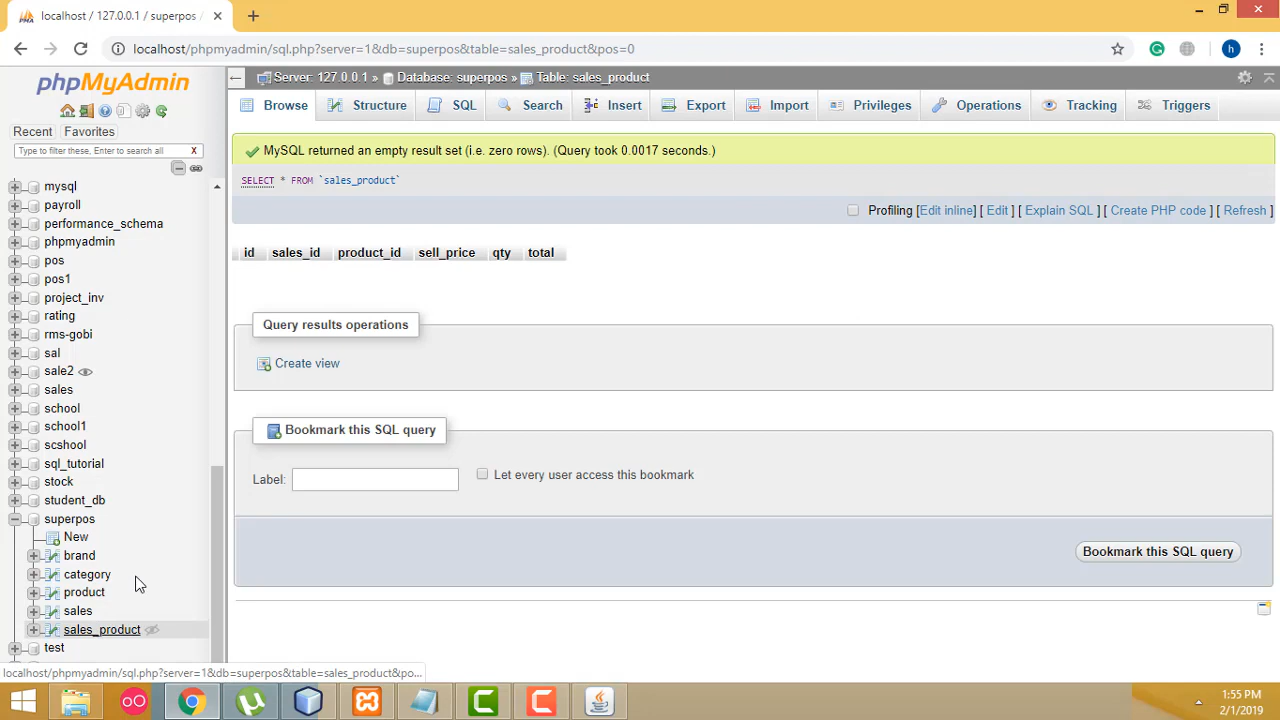 localhost / 127.0.0.1 / superpos /
localhost/phpmyadmin/sql.php?server=1&db=superpos&table=sales_product&pos=0
h
phpMyAdmin
Recent
Favorites
Type to filter these, Enter to search all
X
mysql
payroll
performance_schema
phpmyadmin
pos
pos1
project_inv
rating
rms-gobi
sal
sale2
sales
school
school1
scshool
sql_tutorial
stock
student_db
superpos
New
brand
category
product
sales
sales_product
test
localhost/phpmyadmin/sql.php?server=1&db=superpos&table=sales_product&po...
Server: 127.0.0.1 » Database: superpos » Table: sales_product
Browse Structure SQL Search Insert Export Import Privileges Operations Tracking Triggers
MySQL returned an empty result set (i.e. zero rows). (Query took 0.0017 seconds.)
SELECT * FROM `sales_product`
Profiling [Edit inline] [ Edit ] [ Explain SQL ] [ Create PHP code ] [ Refresh ]
id sales_id product_id sell_price qty total
Query results operations
Create view
Bookmark this SQL query
Label:
Let every user access this bookmark
Bookmark this SQL query
1:55 PM
2/1/2019